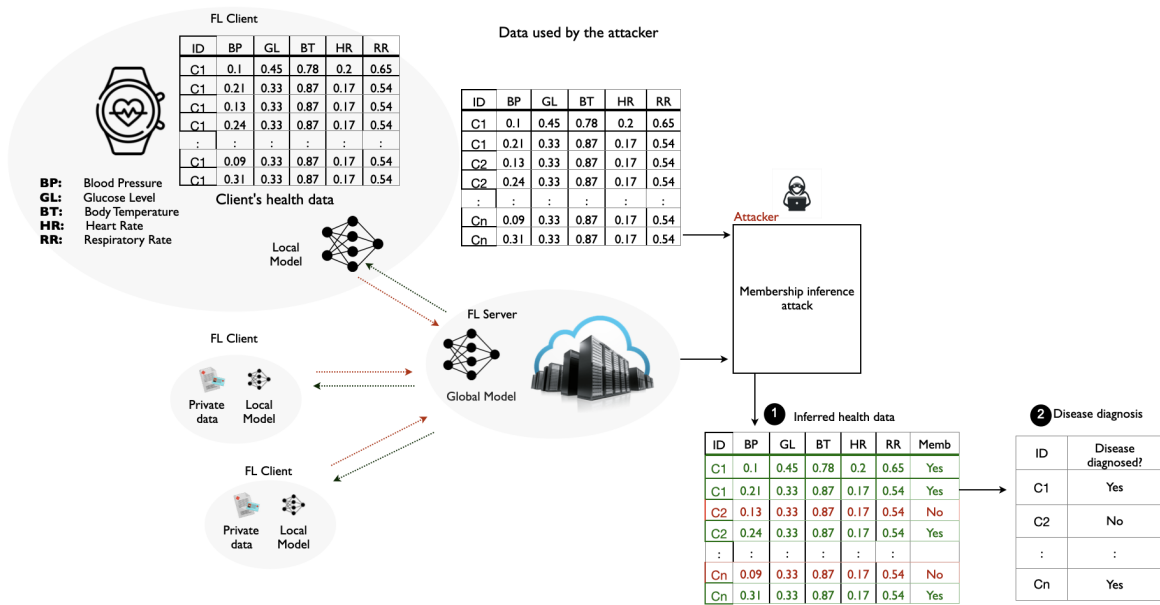 FL Client
ID BP GL BT HR RR
C1 0.1 0.45 0.78 0.2 0.65
C1 0.21 0.33 0.87 0.17 0.54
C1 0.13 0.33 0.87 0.17 0.54
C1 0.24 0.33 0.87 0.17 0.54
: : : : : :
C1 0.09 0.33 0.87 0.17 0.54
C1 0.31 0.33 0.87 0.17 0.54
BP: Blood Pressure
GL: Glucose Level
BT: Body Temperature
HR: Heart Rate
RR: Respiratory Rate
Client's health data
Local
Model
Data used by the attacker
ID BP GL BT HR RR
C1 0.1 0.45 0.78 0.2 0.65
C1 0.21 0.33 0.87 0.17 0.54
C2 0.13 0.33 0.87 0.17 0.54
C2 0.24 0.33 0.87 0.17 0.54
: : : : : :
Cn 0.09 0.33 0.87 0.17 0.54
Cn 0.31 0.33 0.87 0.17 0.54
Attacker
Membership inference
attack
FL Server
Global Model
FL Client
Private
data
Local
Model
FL Client
Private
data
Local
Model
1 Inferred health data
ID BP GL BT HR RR Memb
C1 0.1 0.45 0.78 0.2 0.65 Yes
C1 0.21 0.33 0.87 0.17 0.54 Yes
C2 0.13 0.33 0.87 0.17 0.54 No
C2 0.24 0.33 0.87 0.17 0.54 Yes
: : : : : :
Cn 0.09 0.33 0.87 0.17 0.54 No
Cn 0.31 0.33 0.87 0.17 0.54 Yes
2 Disease diagnosis
ID Disease
diagnosed?
C1 Yes
C2 No
: :
Cn Yes